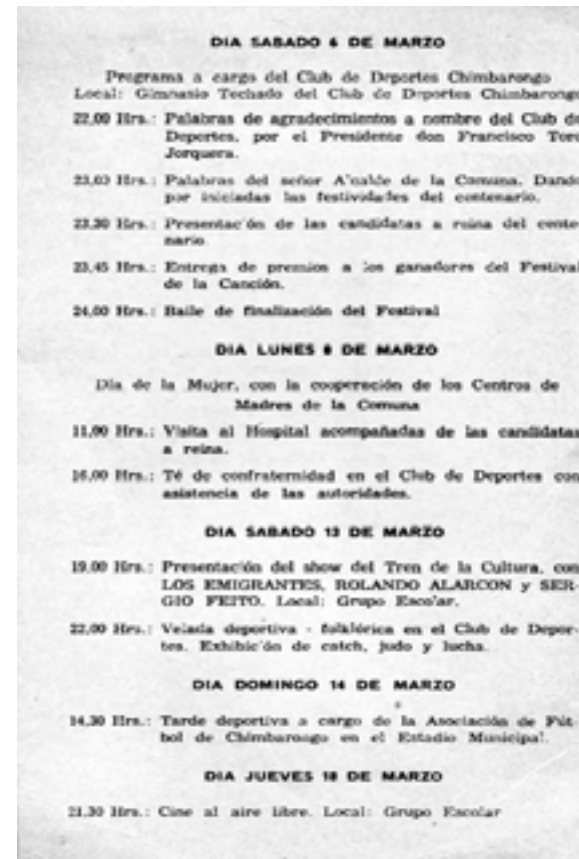 DIA SABADO 6 DE MARZO
Programa a cargo del Club de Deportes Chimbarongo
Local: Gimnasio Techado del Club de Deportes Chimbarongo
22,00 Hrs.: Palabras de agradecimientos a nombre del Club de
Deportes, por el Presidente don Francisco Toro
Jorquera.
23,03 Hrs.: Palabras del señor A'calde de la Comuna, Dando
por iniciadas las festividades del centenario.
23,30 Hrs.: Presentac'ón de las candidatas a reina del cente-
nario.
23,45 Hrs.: Entrega de premios a los ganadores del Festival
de la Canción.
24,00 Hrs.: Baile de finalización del Festival
DIA LUNES 8 DE MARZO
Día de la Mujer, con la cooperación de los Centros de
Madres de la Comuna
11,00 Hrs.: Visita al Hospital acompañadas de las candidatas
a reina.
16,00 Hrs.: Té de confraternidad en el Club de Deportes con
asistencia de las autoridades.
DIA SABADO 13 DE MARZO
19,00 Hrs.: Presentación del show del Tren de la Cultura, con
LOS EMIGRANTES, ROLANDO ALARCON y SER-
GIO FEITO. Local: Grupo Esco'ar.
22,00 Hrs.: Velada deportiva - folklórica en el Club de Depor-
tes. Exhibic'ón de catch, judo y lucha.
DIA DOMINGO 14 DE MARZO
14,30 Hrs.: Tarde deportiva a cargo de la Asociación de Fút-
bol de Chimbarongo en el Estadio Municipa'.
DIA JUEVES 18 DE MARZO
21,30 Hrs.: Cine al aire libre. Local: Grupo Escolar